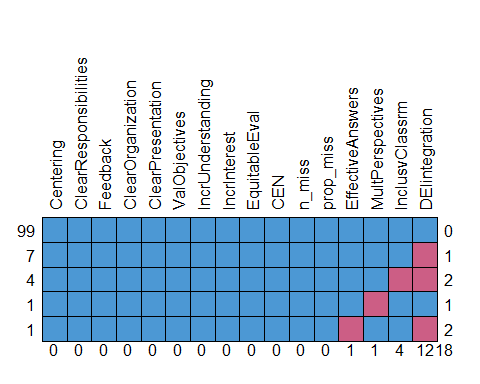 Centering
ClearResponsibilities
Feedback
ClearOrganization
ClearPresentation
ValObjectives
IncrUnderstanding
IncrInterest
EquitableEval
CEN
n_miss
prop_miss
EffectiveAnswers
MultPerspectives
InclusvClassrm
DEIintegration
99 0
7 1
4 2
1 1
1 2
0 0 0 0 0 0 0 0 0 0 0 0 1 1 4 12 18